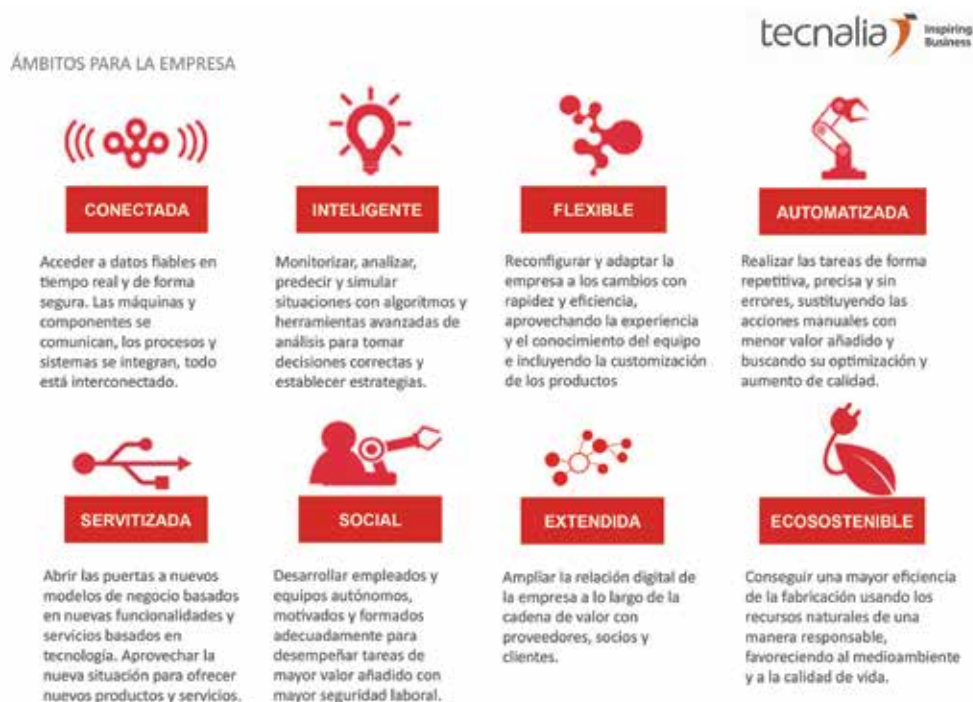 tecnalia Inspiring
Business
ÁMBITOS PARA LA EMPRESA
CONECTADA
Acceder a datos fiables en
tiempo real y de forma
segura. Las máquinas y
componentes se
comunican, los procesos y
sistemas se integran, todo
está interconectado.
INTELIGENTE
Monitorizar, analizar,
predecir y simular
situaciones con algoritmos y
herramientas avanzadas de
análisis para tomar
decisiones correctas y
establecer estrategias.
FLEXIBLE
Reconfigurar y adaptar la
empresa a los cambios con
rapidez y eficiencia,
aprovechando la experiencia
y el conocimiento del equipo
e incluyendo la customización
de los productos
AUTOMATIZADA
Realizar las tareas de forma
repetitiva, precisa y sin
errores, sustituyendo las
acciones manuales con
menor valor añadido y
buscando su optimización y
aumento de calidad.
SERVITIZADA
Abrir las puertas a nuevos
modelos de negocio basados
en nuevas funcionalidades y
servicios basados en
tecnología. Aprovechar la
nueva situación para ofrecer
nuevos productos y servicios.
SOCIAL
Desarrollar empleados y
equipos autónomos,
motivados y formados
adecuadamente para
desempeñar tareas de
mayor valor añadido con
mayor seguridad laboral.
EXTENDIDA
Ampliar la relación digital de
la empresa a lo largo de la
cadena de valor con
proveedores, socios y
clientes.
ECOSOSTENIBLE
Conseguir una mayor eficiencia
de la fabricación usando los
recursos naturales de una
manera responsable,
favoreciendo al medioambiente
y a la calidad de vida.